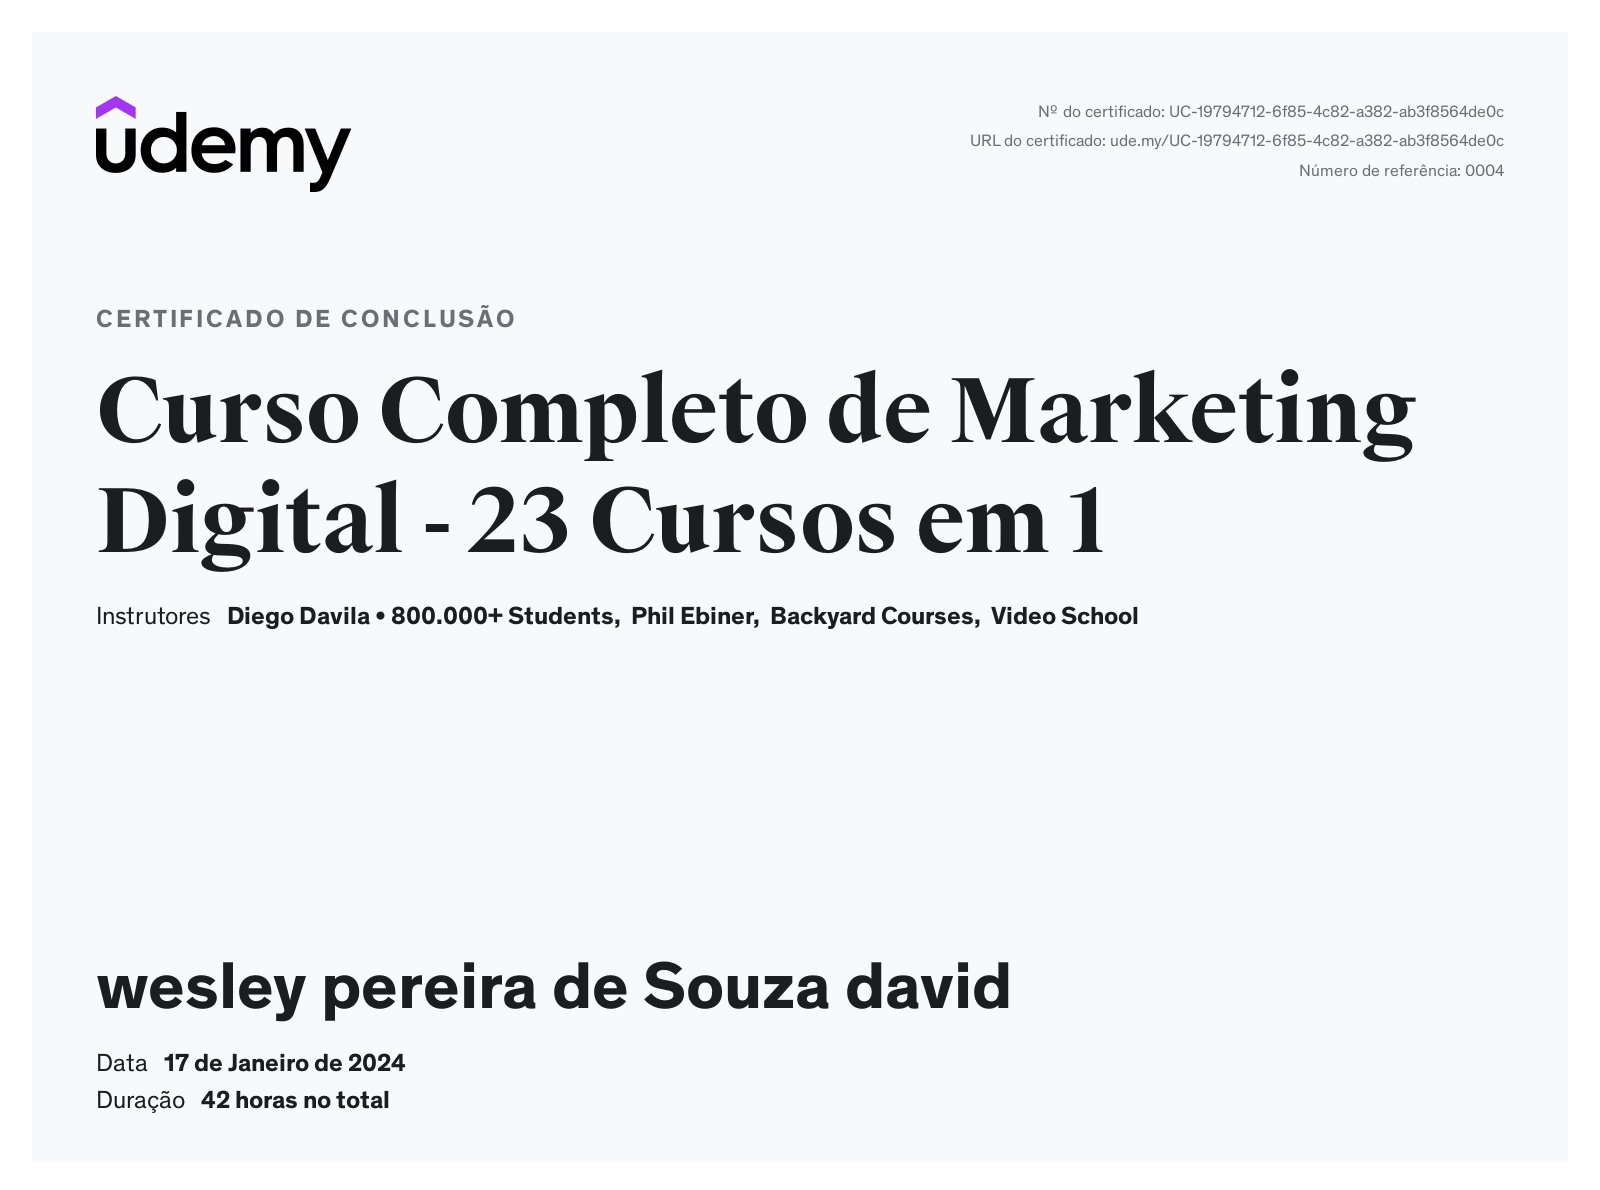 udemy
Nº do certificado: UC-19794712-6f85-4c82-a382-ab3f8564de0c
URL do certificado: ude.my/UC-19794712-6f85-4c82-a382-ab3f8564de0c
Número de referência: 0004
CERTIFICADO DE CONCLUSÃO
Curso Completo de Marketing
Digital - 23 Cursos em 1
Instrutores Diego Davila • 800.000+ Students, Phil Ebiner, Backyard Courses, Video School
wesley pereira de Souza david
Data 17 de Janeiro de 2024
Duração 42 horas no total